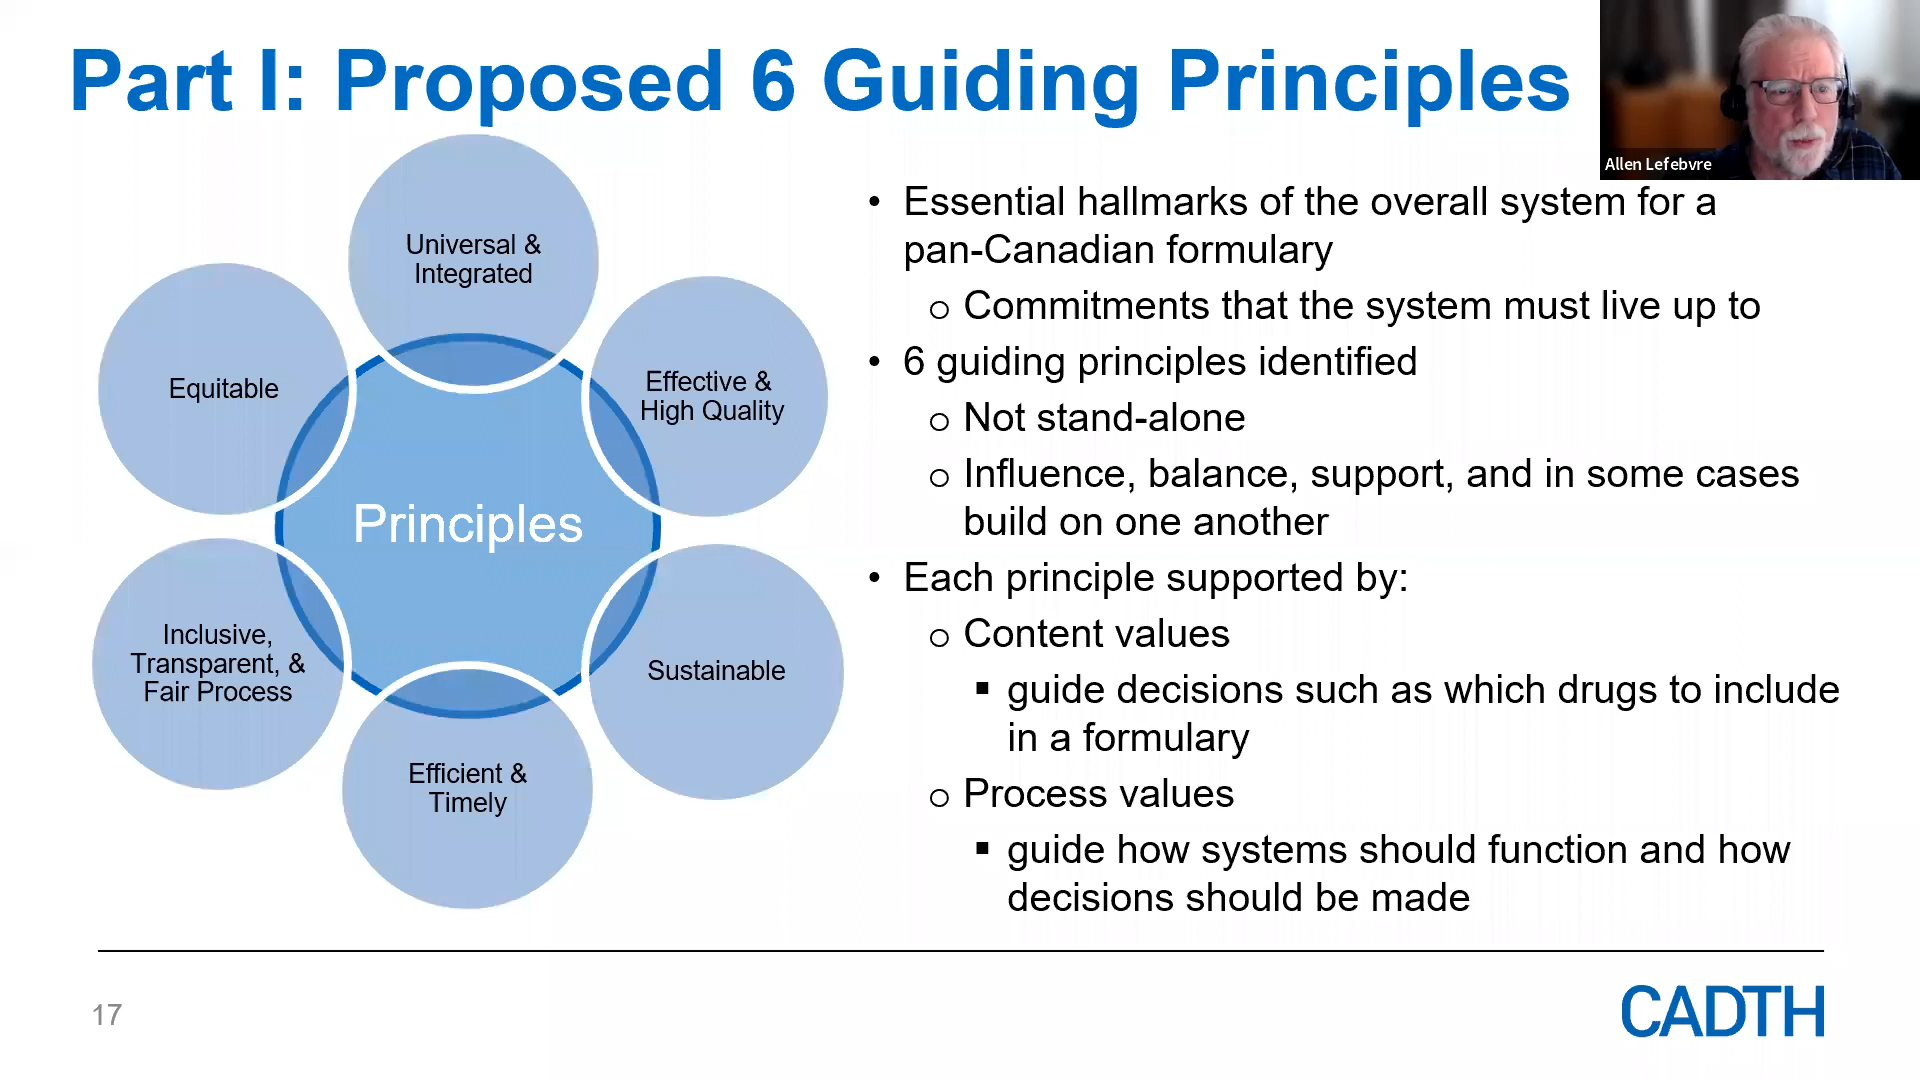 Part I: Proposed 6 Guiding Principles
Allen Lefebvre
Universal &
Integrated
Effective &
High Quality
Sustainable
Efficient &
Timely
Inclusive,
Transparent, &
Fair Process
Equitable
Principles
• Essential hallmarks of the overall system for a
pan-Canadian formulary
o Commitments that the system must live up to
• 6 guiding principles identified
o Not stand-alone
o Influence, balance, support, and in some cases
build on one another
• Each principle supported by:
o Content values
▪ guide decisions such as which drugs to include
in a formulary
o Process values
▪ guide how systems should function and how
decisions should be made
17
CADTH